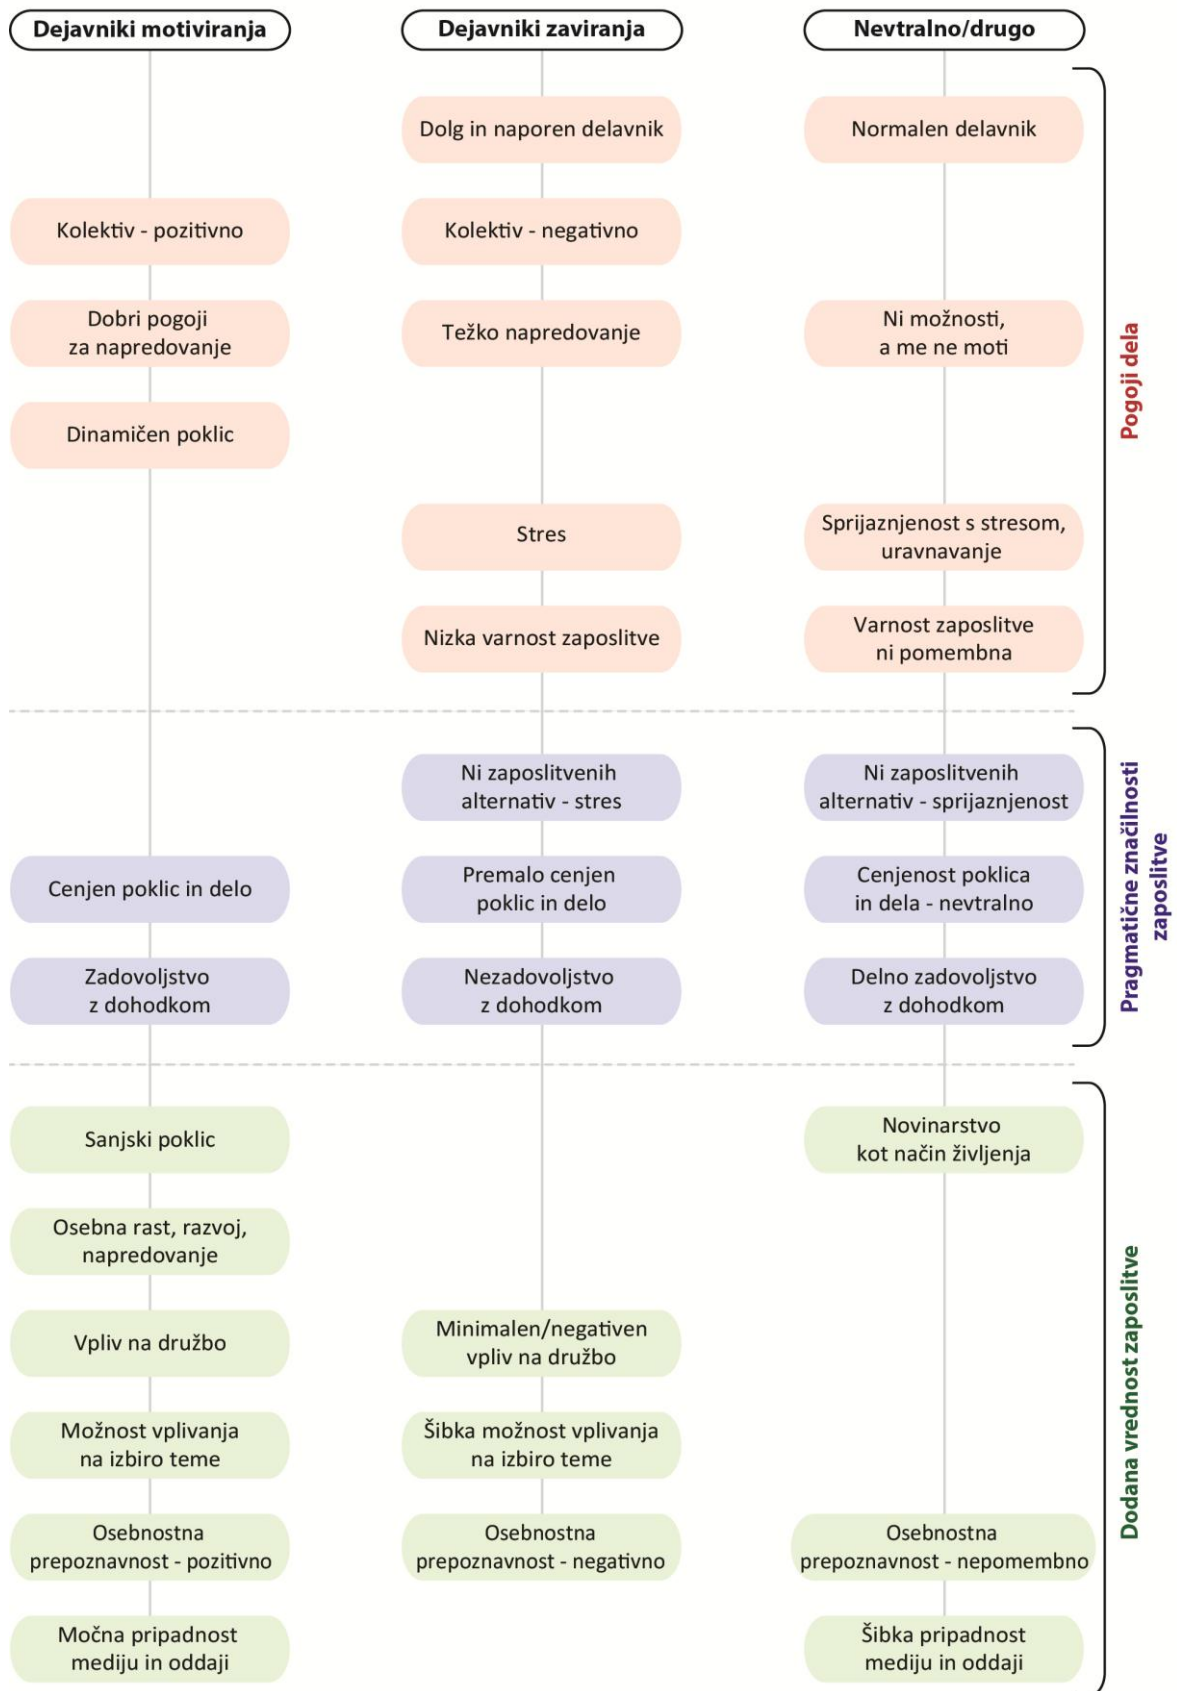 Dejavniki motiviranja
Dejavniki zaviranja
Nevtralno/drugo
Dolg in naporen delavnik
Normalen delavnik
Kolektiv - pozitivno
Kolektiv - negativno
Dobri pogoji
za napredovanje
Težko napredovanje
Ni možnosti,
a me ne moti
Dinamičen poklic
Stres
Sprijaznjenost s stresom,
uravnavanje
Nizka varnost zaposlitve
Varnost zaposlitve
ni pomembna
Pogoji dela
Ni zaposlitvenih
alternativ - stres
Ni zaposlitvenih
alternativ - sprijaznjenost
Cenjen poklic in delo
Premalo cenjen
poklic in delo
Cenjenost poklica
in dela - nevtralno
Zadovoljstvo
z dohodkom
Nezadovoljstvo
z dohodkom
Delno zadovoljstvo
z dohodkom
Pragmatične značilnosti
zaposlitve
Sanjski poklic
Novinarstvo
kot način življenja
Osebna rast, razvoj,
napredovanje
Vpliv na družbo
Minimalen/negativen
vpliv na družbo
Možnost vplivanja
na izbiro teme
Šibka možnost vplivanja
na izbiro teme
Osebnostna
prepoznavnost - pozitivno
Osebnostna
prepoznavnost - negativno
Osebnostna
prepoznavnost - nepomembno
Močna pripadnost
mediju in oddaji
Šibka pripadnost
mediju in oddaji
Dodana vrednost zaposlitve